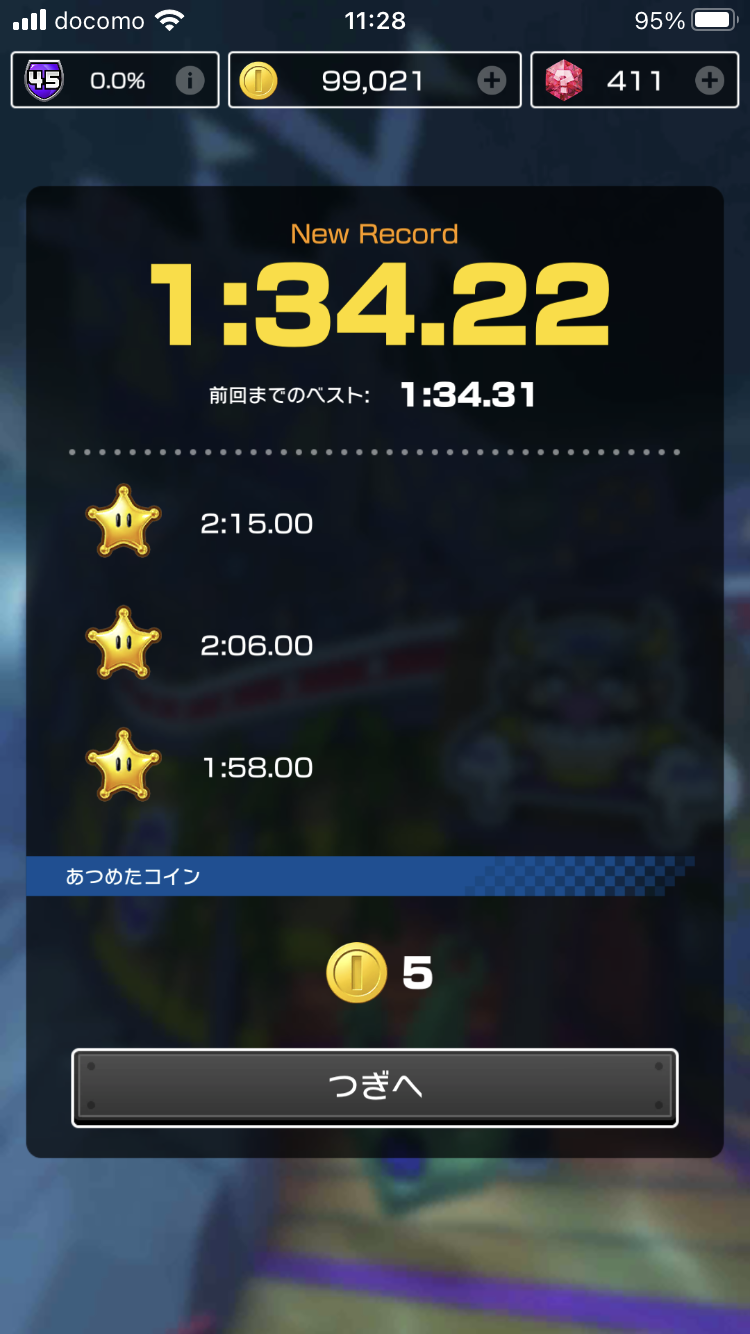 docomo 11:28 95%
45 0.0% i 99,021 + ? 411 +
New Record
1:34.22
前回までのベスト: 1:34.31
2:15.00
2:06.00
1:58.00
あつめたコイン
5
つぎへ